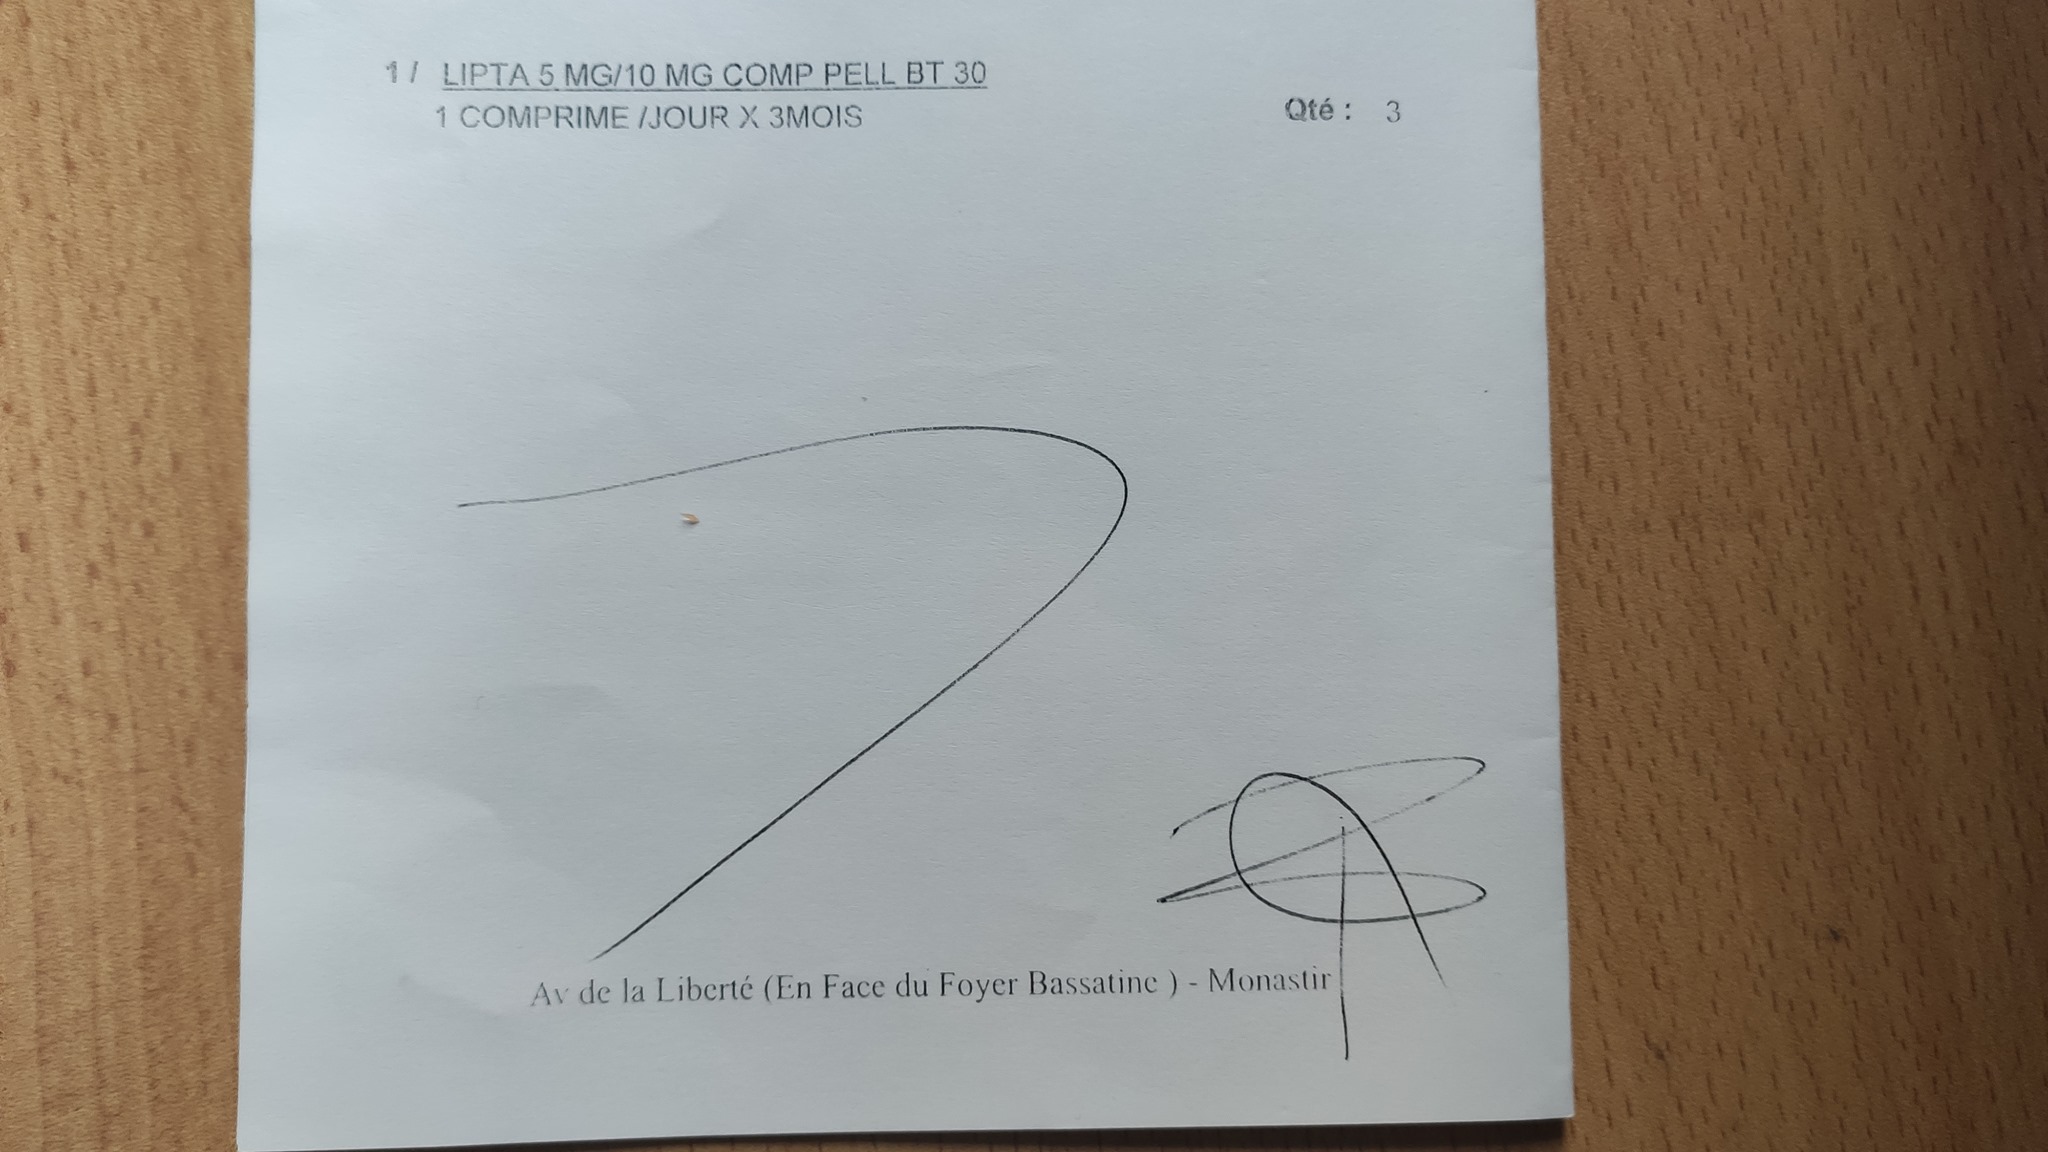 1 / LIPTA 5 MG/10 MG COMP PELL BT 30
1 COMPRIME /JOUR X 3MOIS
Qté : 3
Av de la Liberté (En Face du Foyer Bassatine ) - Monastir